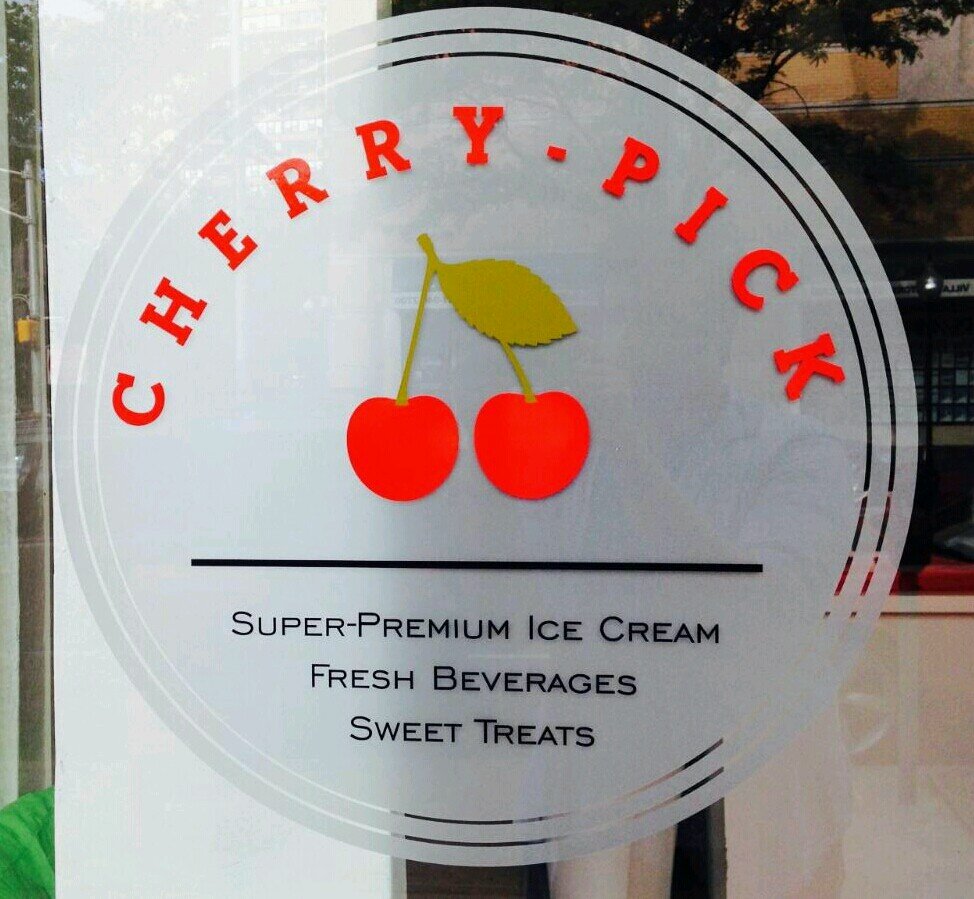 CHERRY-PICK
SUPER-PREMIUM ICE CREAM
FRESH BEVERAGES
SWEET TREATS